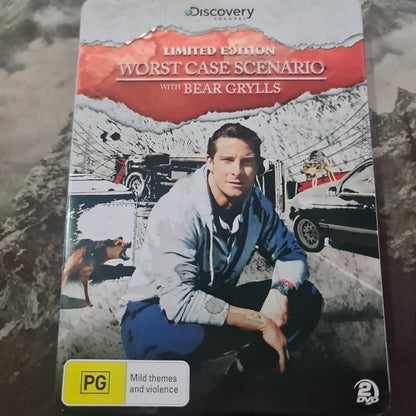 Discovery
CHANNEL
LIMITED EDITION
WORST CASE SCENARIO
WITH BEAR GRYLLS
PG
Mild themes
and violence
2
DVD